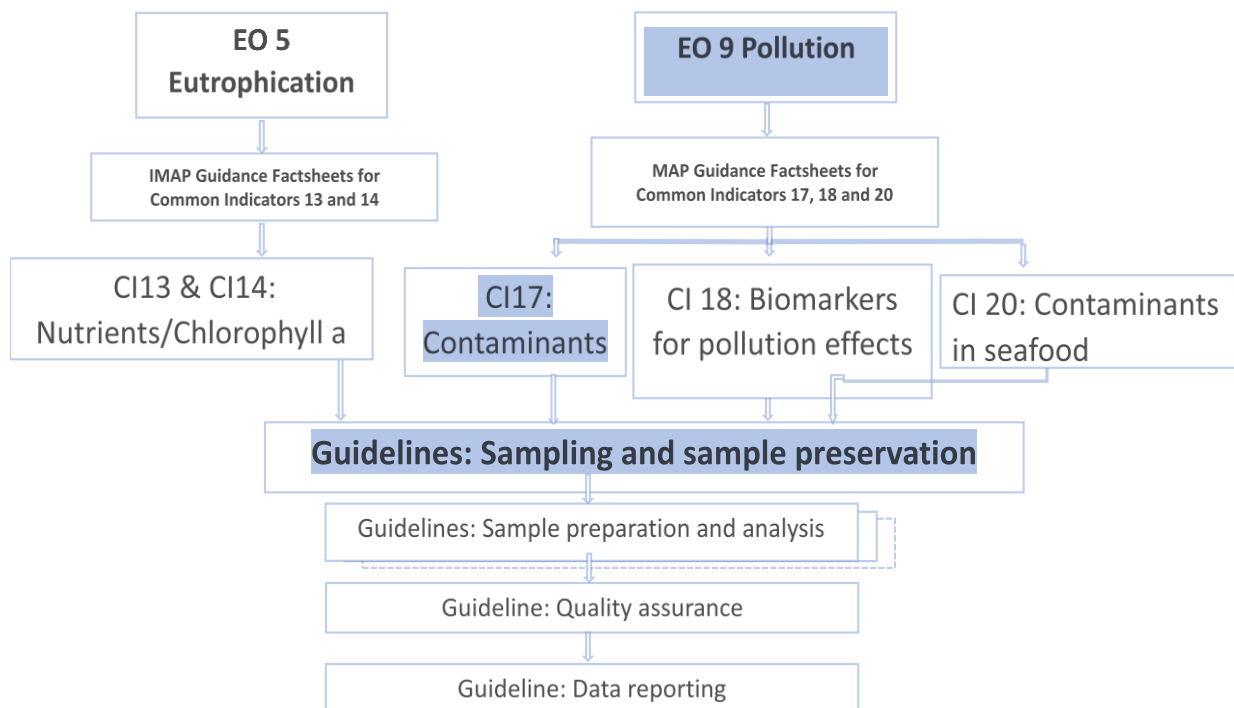 EO 5
Eutrophication
EO 9 Pollution
IMAP Guidance Factsheets for
Common Indicators 13 and 14
MAP Guidance Factsheets for
Common Indicators 17, 18 and 20
CI13 & CI14:
Nutrients/Chlorophyll a
CI17:
Contaminants
CI 18: Biomarkers
for pollution effects
CI 20: Contaminants
in seafood
Guidelines: Sampling and sample preservation
Guidelines: Sample preparation and analysis
Guideline: Quality assurance
Guideline: Data reporting